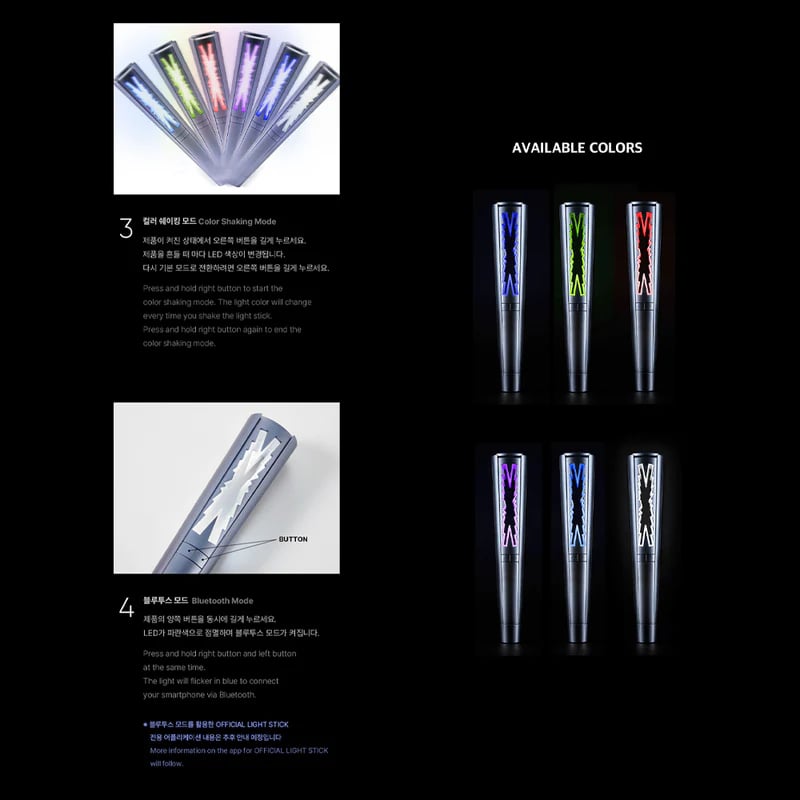 3
컬러 쉐이킹 모드 Color Shaking Mode
제품이 켜진 상태에서 오른쪽 버튼을 길게 누르세요.
제품을 흔들 때 마다 LED 색상이 변경됩니다.
다시 기본 모드로 전환하려면 오른쪽 버튼을 길게 누르세요.
Press and hold right button to start the
color shaking mode. The light color will change
every time you shake the light stick.
Press and hold right button again to end the
color shaking mode.
BUTTON
4
블루투스 모드 Bluetooth Mode
제품의 양쪽 버튼을 동시에 길게 누르세요.
LED가 파란색으로 점멸하며 블루투스 모드가 켜집니다.
Press and hold right button and left button
at the same time.
The light will flicker in blue to connect
your smartphone via Bluetooth.
* 블루투스 모드를 활용한 OFFICIAL LIGHT STICK
전용 어플리케이션 내용은 추후 안내 예정입니다
More information on the app for OFFICIAL LIGHT STICK
will follow.
AVAILABLE COLORS